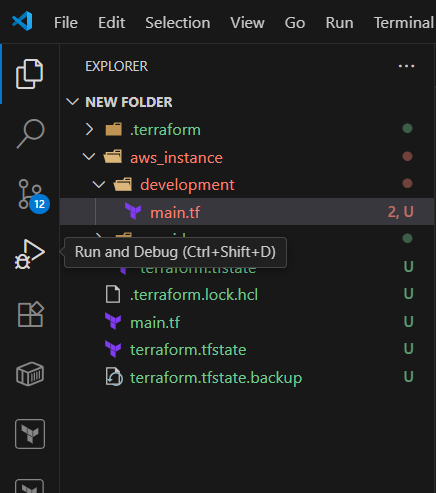 File Edit Selection View Go Run Terminal
EXPLORER
NEW FOLDER
.terraform
aws_instance
development
main.tf 2, U
12
Run and Debug (Ctrl+Shift+D)
terraform.tfstate U
.terraform.lock.hcl U
main.tf U
terraform.tfstate U
terraform.tfstate.backup U